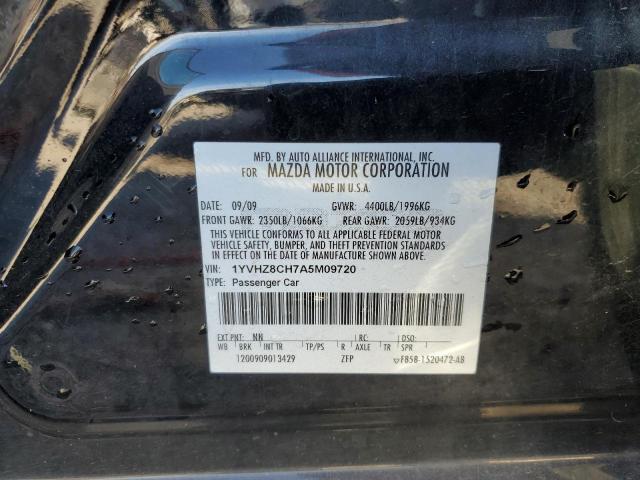 MFD. BY AUTO ALLIANCE INTERNATIONAL, INC.
FOR MAZDA MOTOR CORPORATION
MADE IN U.S.A.
DATE: 09/09 GVWR: 4400LB/1996KG
FRONT GAWR: 2350LB/1066KG REAR GAWR: 2059LB/934KG
THIS VEHICLE CONFORMS TO ALL APPLICABLE FEDERAL MOTOR
VEHICLE SAFETY, BUMPER, AND THEFT PREVENTION STANDARDS
IN EFFECT ON THE DATE OF MANUFACTURE SHOWN ABOVE.
VIN: 1YVHZ8CH7A5M09720
TYPE: Passenger Car
EXT PNT: NN RC: DSO:
WB BRK INT TR TP/PS R AXLE TR SPR
1200909013429 ZFP F85B-1520472-AB